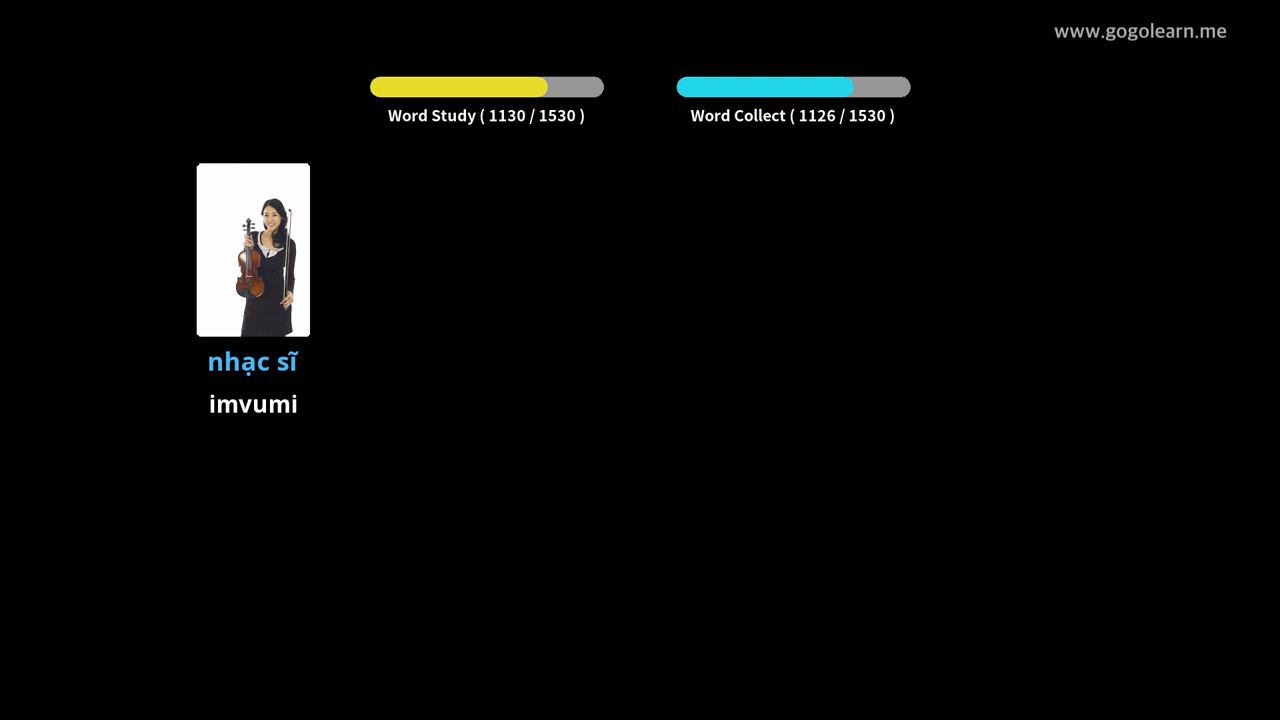 www.gogolearn.me
Word Study ( 1130 / 1530 )
Word Collect ( 1126 / 1530 )
nhạc sĩ
imvumi